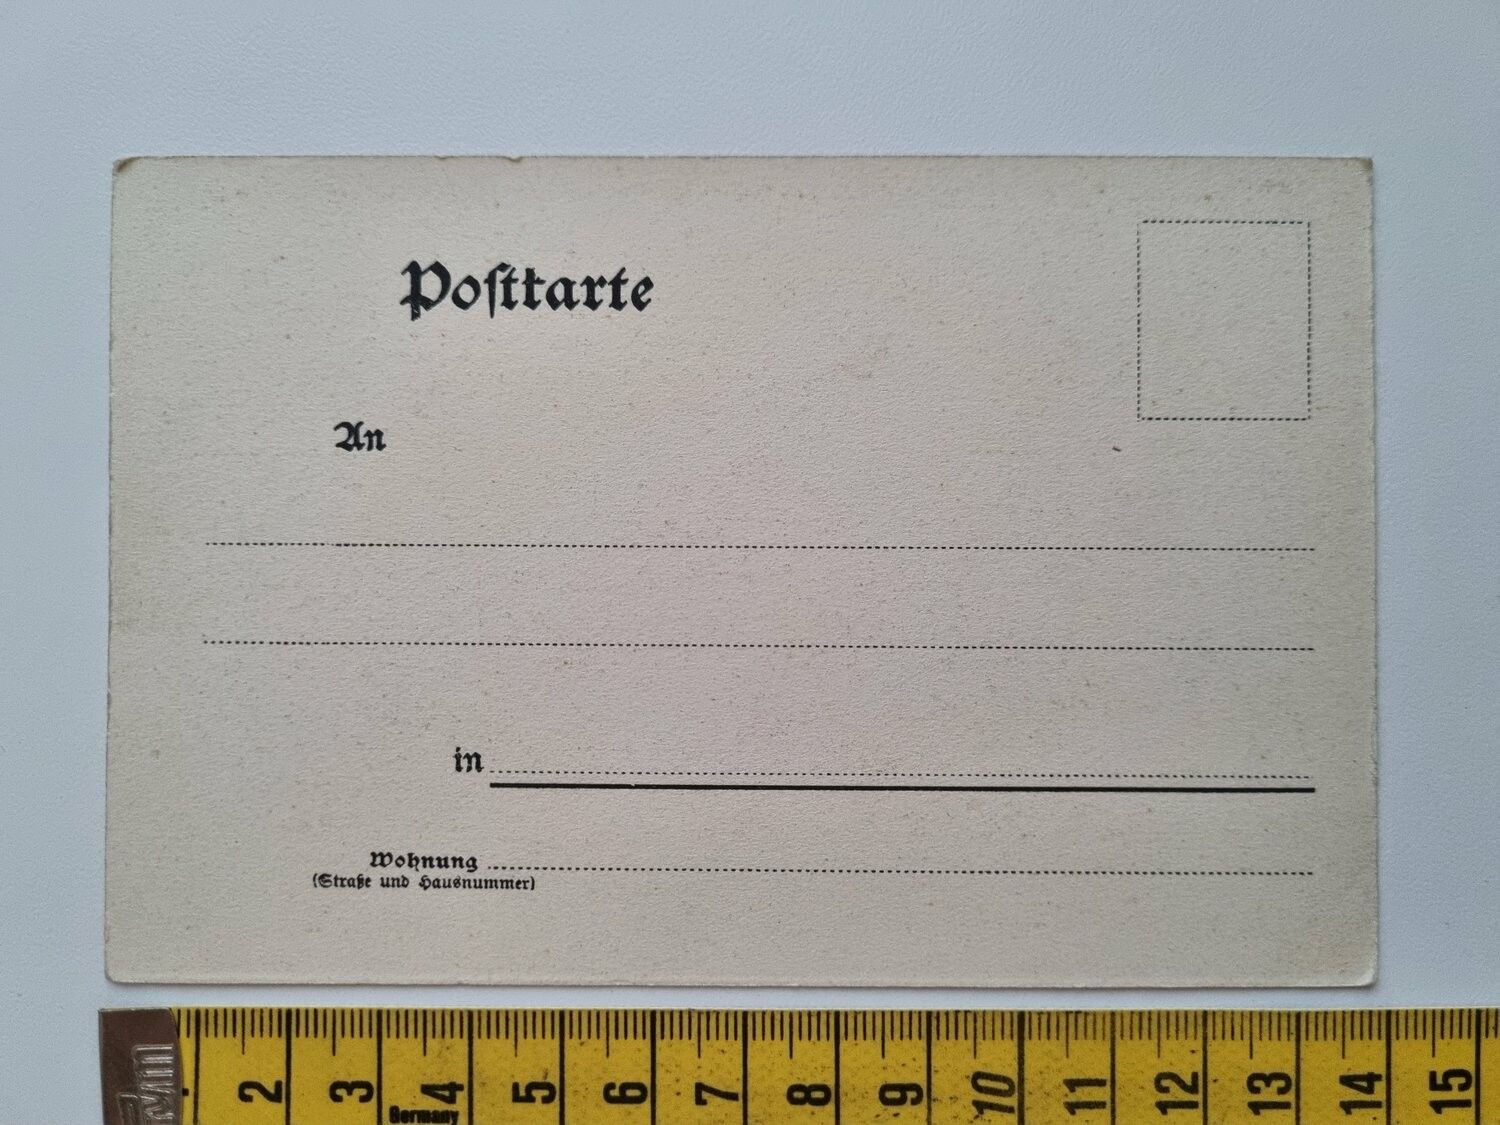 Poſtkarte
An
in
Wohnung
(Straße und Hausnummer)
2 3 4 5 6 7 8 9 10 11 12 13 14 15
Germany